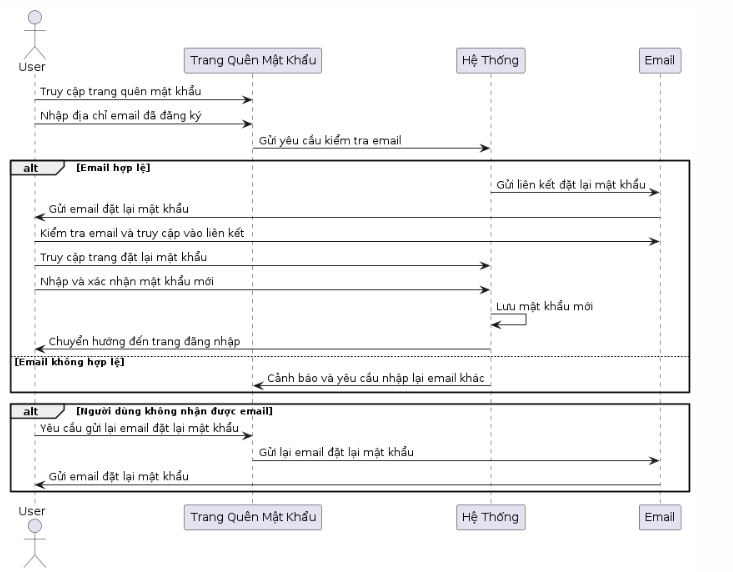 User
Trang Quên Mật Khẩu
Hệ Thống
Email
Truy cập trang quên mật khẩu
Nhập địa chỉ email đã đăng ký
Gửi yêu cầu kiểm tra email
alt [Email hợp lệ]
Gửi liên kết đặt lại mật khẩu
Gửi email đặt lại mật khẩu
Kiểm tra email và truy cập vào liên kết
Truy cập trang đặt lại mật khẩu
Nhập và xác nhận mật khẩu mới
Lưu mật khẩu mới
Chuyển hướng đến trang đăng nhập
[Email không hợp lệ]
Cảnh báo và yêu cầu nhập lại email khác
alt [Người dùng không nhận được email]
Yêu cầu gửi lại email đặt lại mật khẩu
Gửi lại email đặt lại mật khẩu
Gửi email đặt lại mật khẩu
User
Trang Quên Mật Khẩu
Hệ Thống
Email